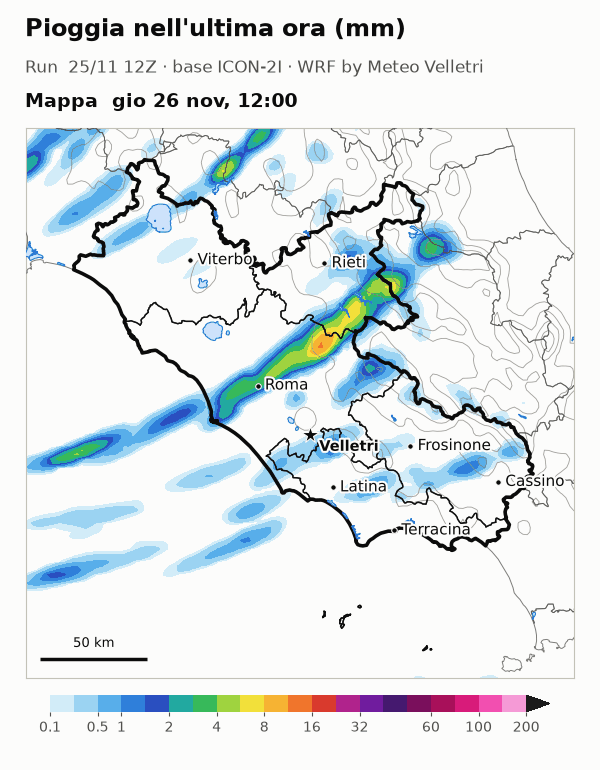 Pioggia nell'ultima ora (mm)
Run  25/11 12Z · base ICON-2I · WRF by Meteo Velletri
Mappa  gio 26 nov, 12:00
Viterbo
Rieti
Roma
Velletri
Frosinone
Latina
Cassino
Terracina
50 km
0.1 0.5 1 2 4 8 16 32 60 100 200